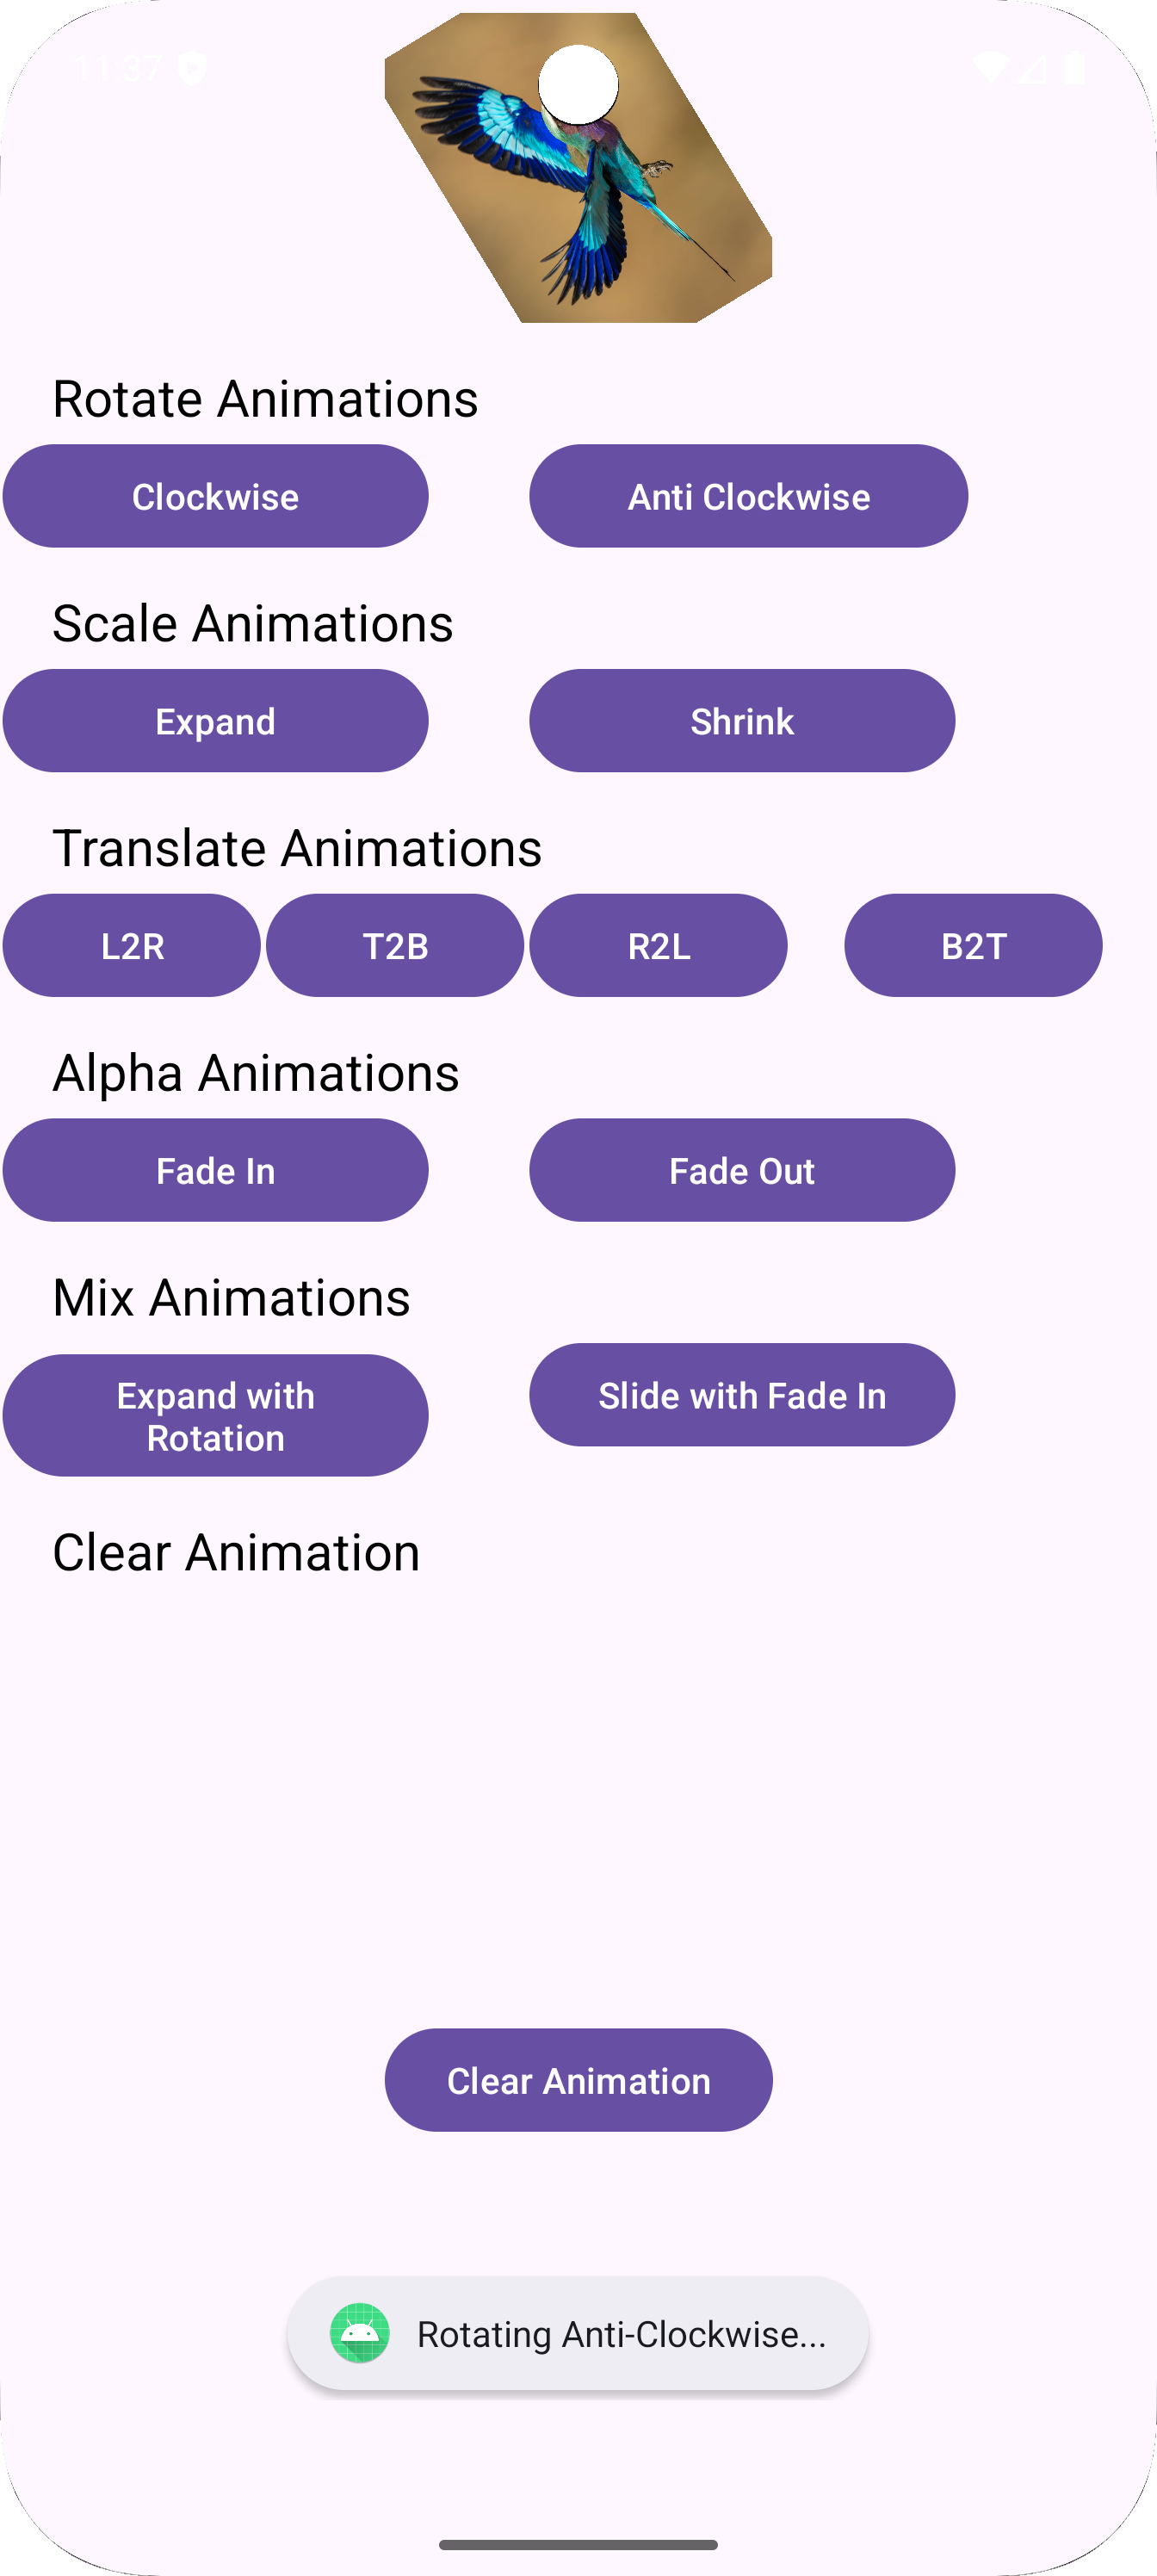 11:37
Rotate Animations
Clockwise
Anti Clockwise
Scale Animations
Expand
Shrink
Translate Animations
L2R
T2B
R2L
B2T
Alpha Animations
Fade In
Fade Out
Mix Animations
Expand with
Rotation
Slide with Fade In
Clear Animation
Clear Animation
Rotating Anti-Clockwise...